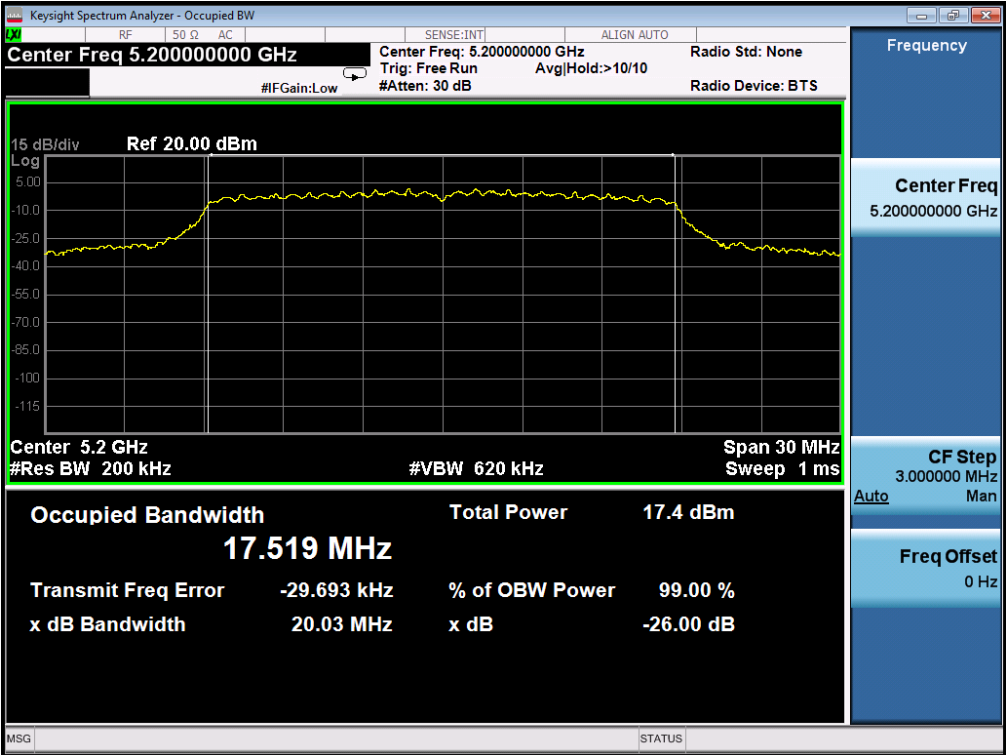 Keysight Spectrum Analyzer - Occupied BW
LXI RF 50 Ω AC SENSE:INT ALIGN AUTO
Center Freq 5.200000000 GHz
Center Freq: 5.200000000 GHz
Radio Std: None
Trig: Free Run Avg|Hold:>10/10
#IFGain:Low
#Atten: 30 dB
Radio Device: BTS
15 dB/div Ref 20.00 dBm
Log
5.00
-10.0
-25.0
-40.0
-55.0
-70.0
-85.0
-100
-115
Center 5.2 GHz
Span 30 MHz
#Res BW 200 kHz
#VBW 620 kHz
Sweep 1 ms
Occupied Bandwidth
17.519 MHz
Total Power 17.4 dBm
Transmit Freq Error -29.693 kHz
% of OBW Power 99.00 %
x dB Bandwidth 20.03 MHz
x dB -26.00 dB
Frequency
Center Freq
5.200000000 GHz
CF Step
3.000000 MHz
Auto Man
Freq Offset
0 Hz
MSG
STATUS